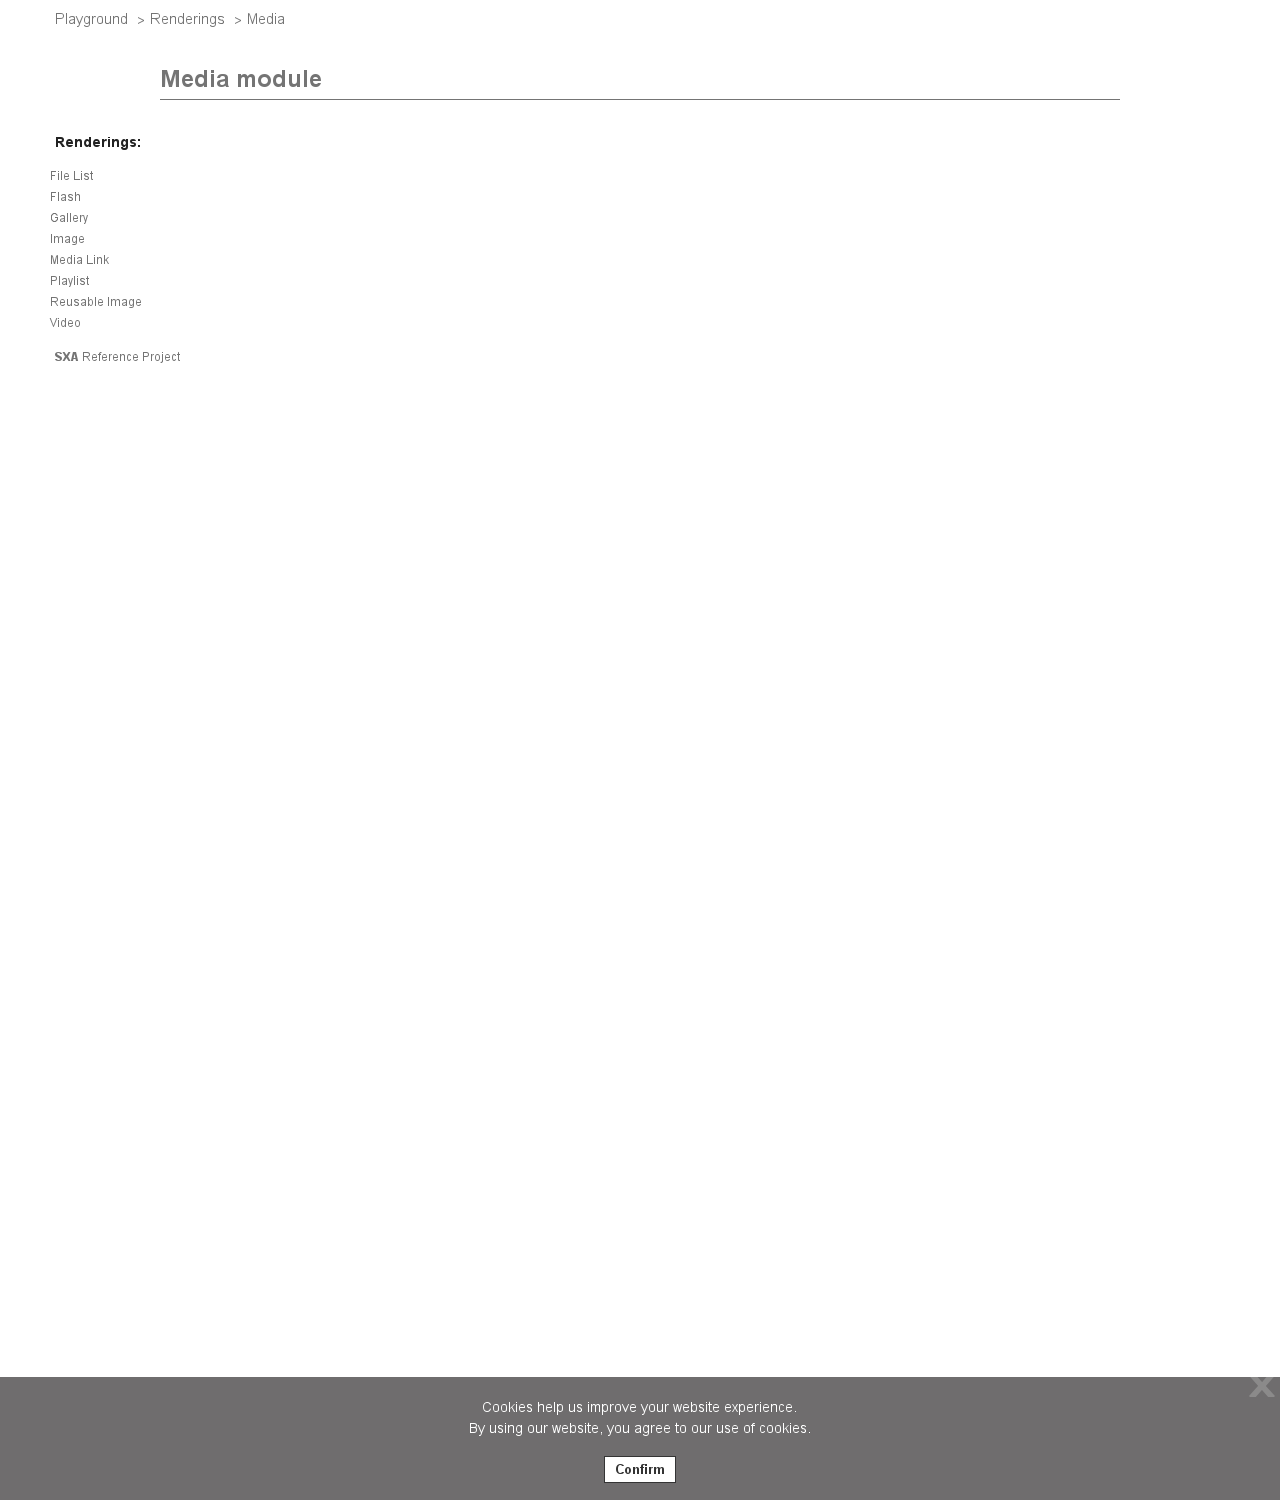 Playground > Renderings > Media
Media module
Renderings:
File List
Flash
Gallery
Image
Media Link
Playlist
Reusable Image
Video
SXA Reference Project
X
Cookies help us improve your website experience.
By using our website, you agree to our use of cookies.
Confirm